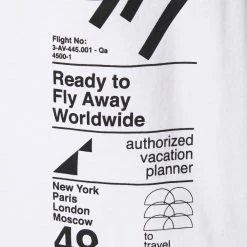 Flight No:
3-AV-445.001 - Qa
4500-1
Ready to
Fly Away
Worldwide
authorized
vacation
planner
New York
Paris
London
Moscow
49
to
travel